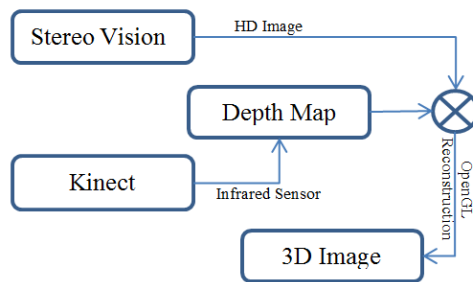 Stereo Vision
HD Image
Depth Map
Kinect
Infrared Sensor
OpenGL
Reconstruction
3D Image